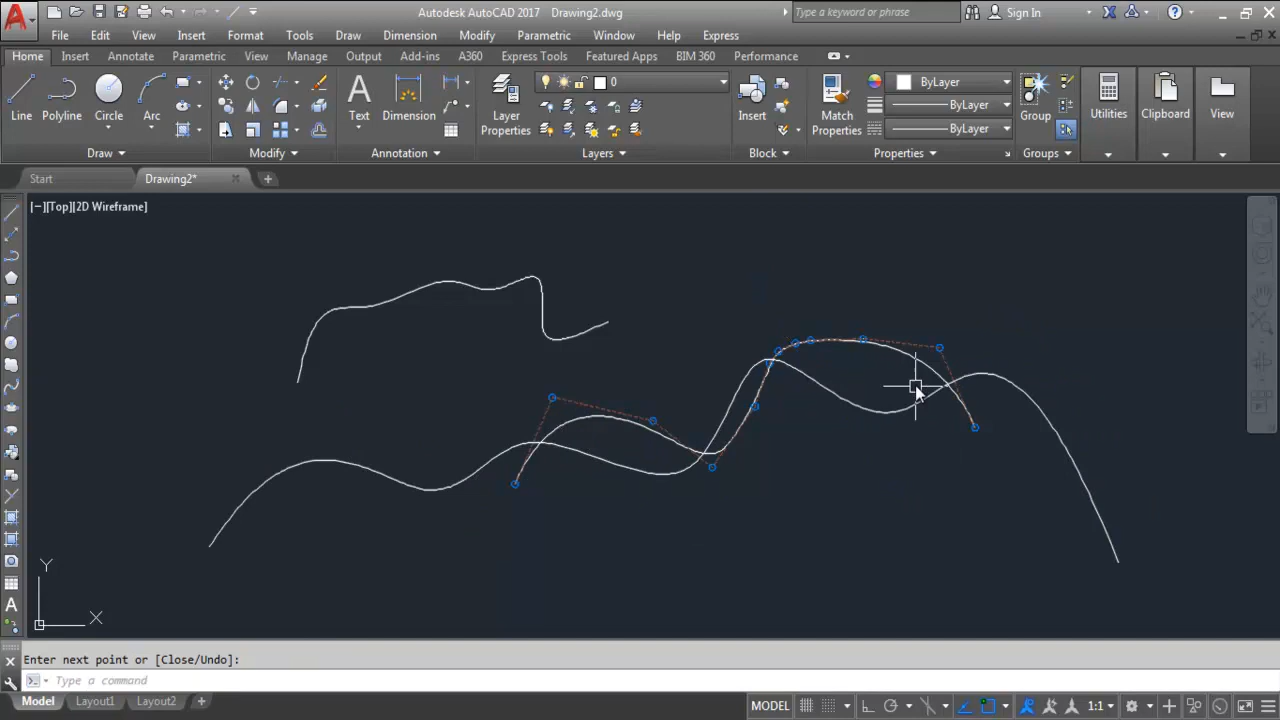 Autodesk AutoCAD 2017 Drawing2.dwg
Type a keyword or phrase
Sign In
File Edit View Insert Format Tools Draw Dimension Modify Parametric Window Help Express
Home Insert Annotate Parametric View Manage Output Add-ins A360 Express Tools Featured Apps BIM 360 Performance
Line Polyline Circle Arc
Text Dimension
Layer Properties
0
Insert
Match Properties
ByLayer
ByLayer
ByLayer
Group
Utilities
Clipboard
View
Draw Modify Annotation Layers Block Properties Groups
Start Drawing2*
[−][Top][2D Wireframe]
Y
X
A
Enter next point or [Close/Undo]:
Type a command
Model Layout1 Layout2
MODEL 1:1